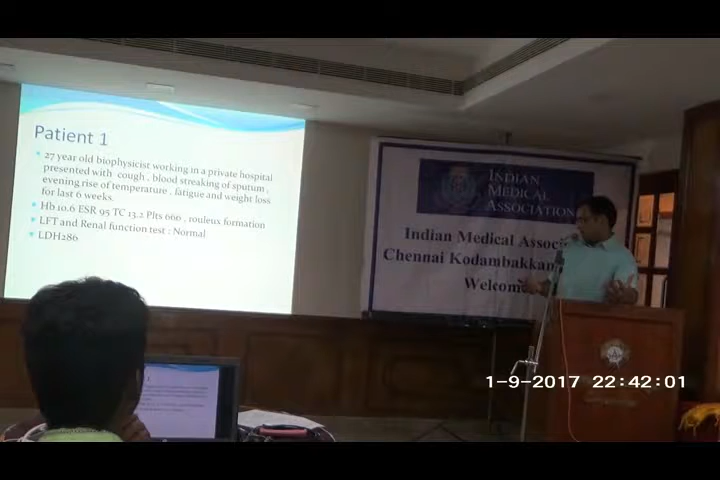 Patient 1
27 year old biophysicist working in a private hospital
presented with cough , blood streaking of sputum ,
evening rise of temperature , fatigue and weight loss
for last 6 weeks.
Hb 10.6 ESR 95 TC 13.2 Plts 660 , rouleux formation
LFT and Renal function test : Normal
LDH286
INDIAN
MEDICAL
ASSOCIATION
Indian Medical
Chennai Kodambakkam
Welcom
1-9-2017 22:42:01